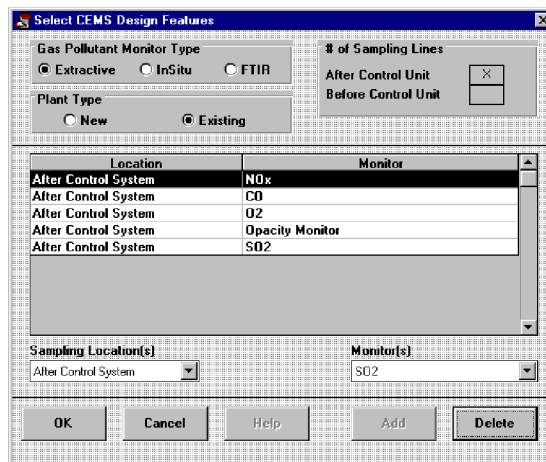 Select CEMS Design Features
Gas Pollutant Monitor Type
Extractive InSitu FTIR
Plant Type
New Existing
# of Sampling Lines
After Control Unit X
Before Control Unit
Location Monitor
After Control System NOx
After Control System CO
After Control System O2
After Control System Opacity Monitor
After Control System SO2
Sampling Location(s) Monitor(s)
After Control System SO2
OK Cancel Help Add Delete